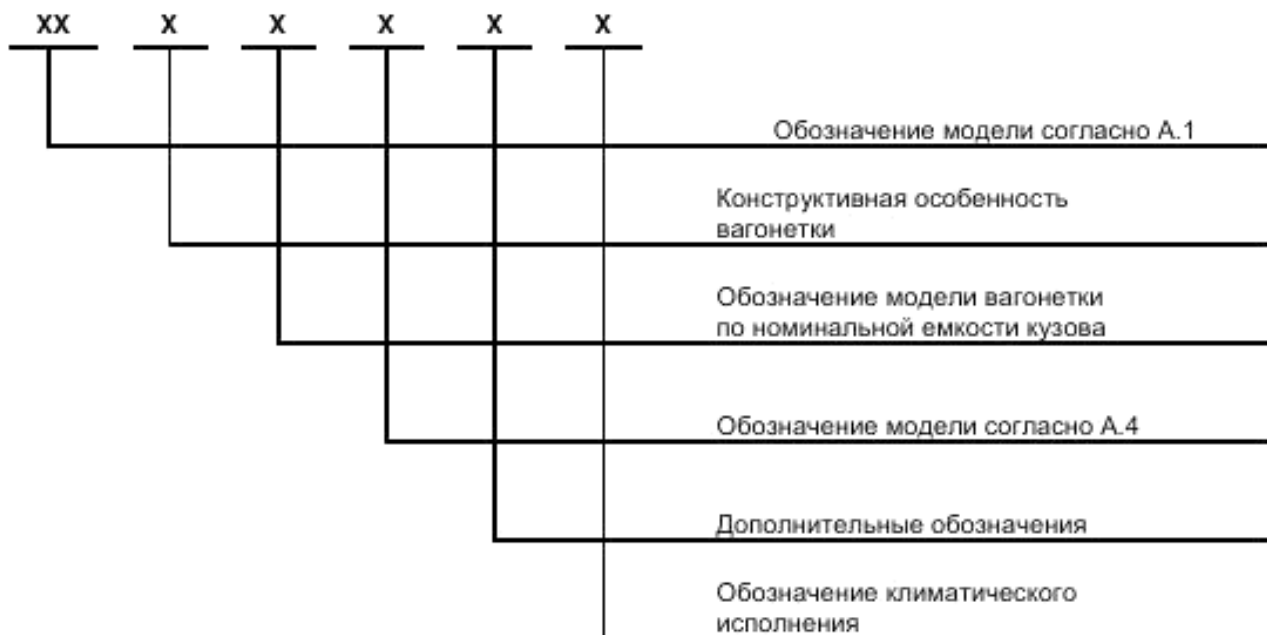 XX X X X X X
Обозначение модели согласно А.1
Конструктивная особенность
вагонетки
Обозначение модели вагонетки
по номинальной емкости кузова
Обозначение модели согласно А.4
Дополнительные обозначения
Обозначение климатического
исполнения